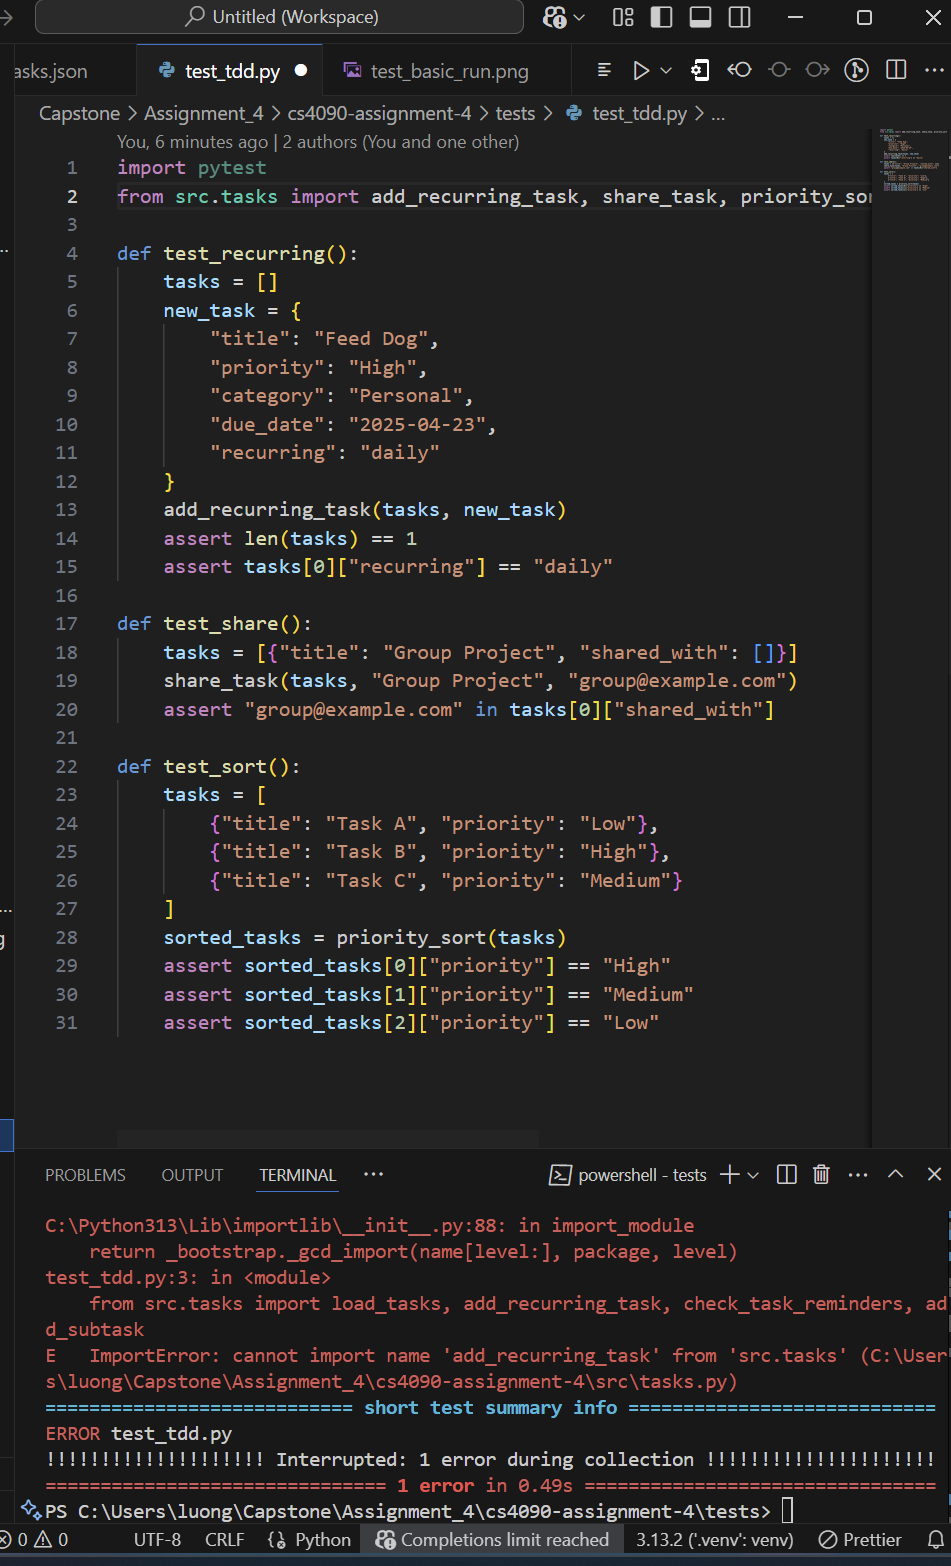 Untitled (Workspace)
asks.json
test_tdd.py
test_basic_run.png
Capstone > Assignment_4 > cs4090-assignment-4 > tests > test_tdd.py > ...
You, 6 minutes ago | 2 authors (You and one other)
1 import pytest
2 from src.tasks import add_recurring_task, share_task, priority_sor
3
4 def test_recurring():
5     tasks = []
6     new_task = {
7         "title": "Feed Dog",
8         "priority": "High",
9         "category": "Personal",
10         "due_date": "2025-04-23",
11         "recurring": "daily"
12     }
13     add_recurring_task(tasks, new_task)
14     assert len(tasks) == 1
15     assert tasks[0]["recurring"] == "daily"
16
17 def test_share():
18     tasks = [{"title": "Group Project", "shared_with": []}]
19     share_task(tasks, "Group Project", "group@example.com")
20     assert "group@example.com" in tasks[0]["shared_with"]
21
22 def test_sort():
23     tasks = [
24         {"title": "Task A", "priority": "Low"},
25         {"title": "Task B", "priority": "High"},
26         {"title": "Task C", "priority": "Medium"}
27     ]
28     sorted_tasks = priority_sort(tasks)
29     assert sorted_tasks[0]["priority"] == "High"
30     assert sorted_tasks[1]["priority"] == "Medium"
31     assert sorted_tasks[2]["priority"] == "Low"
PROBLEMS OUTPUT TERMINAL ... powershell - tests
C:\Python313\Lib\importlib\__init__.py:88: in import_module
    return _bootstrap._gcd_import(name[level:], package, level)
test_tdd.py:3: in <module>
    from src.tasks import load_tasks, add_recurring_task, check_task_reminders, ad
d_subtask
E   ImportError: cannot import name 'add_recurring_task' from 'src.tasks' (C:\User
s\luong\Capstone\Assignment_4\cs4090-assignment-4\src\tasks.py)
=========================== short test summary info ===========================
ERROR test_tdd.py
!!!!!!!!!!!!!!!!!!!! Interrupted: 1 error during collection !!!!!!!!!!!!!!!!!!!!!
============================== 1 error in 0.49s ===============================
PS C:\Users\luong\Capstone\Assignment_4\cs4090-assignment-4\tests>
0 0 UTF-8 CRLF {} Python Completions limit reached 3.13.2 ('.venv': venv) Prettier